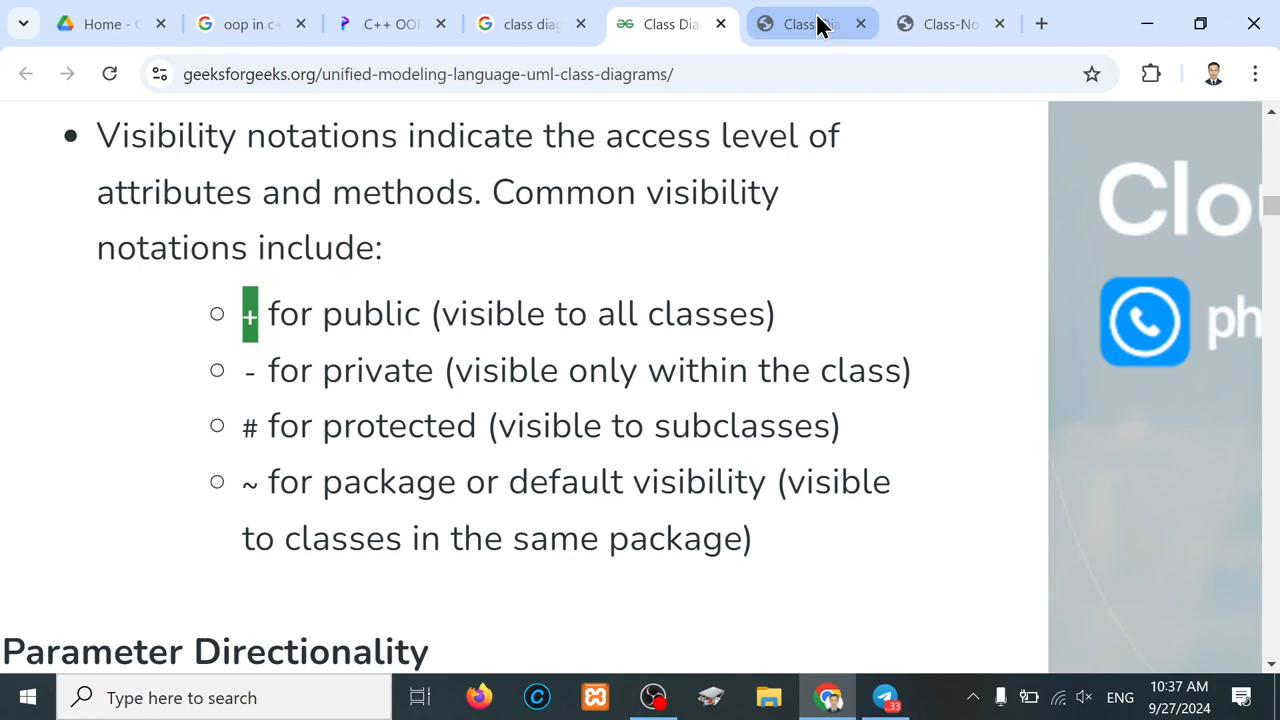 Home - G
oop in c+
C++ OOP
class diag
Class Dia
Class Dia
Class-No
geeksforgeeks.org/unified-modeling-language-uml-class-diagrams/
• Visibility notations indicate the access level of
attributes and methods. Common visibility
notations include:
+ for public (visible to all classes)
- for private (visible only within the class)
# for protected (visible to subclasses)
~ for package or default visibility (visible
to classes in the same package)
Parameter Directionality
Clo
ph
Type here to search
33
ENG
10:37 AM
9/27/2024